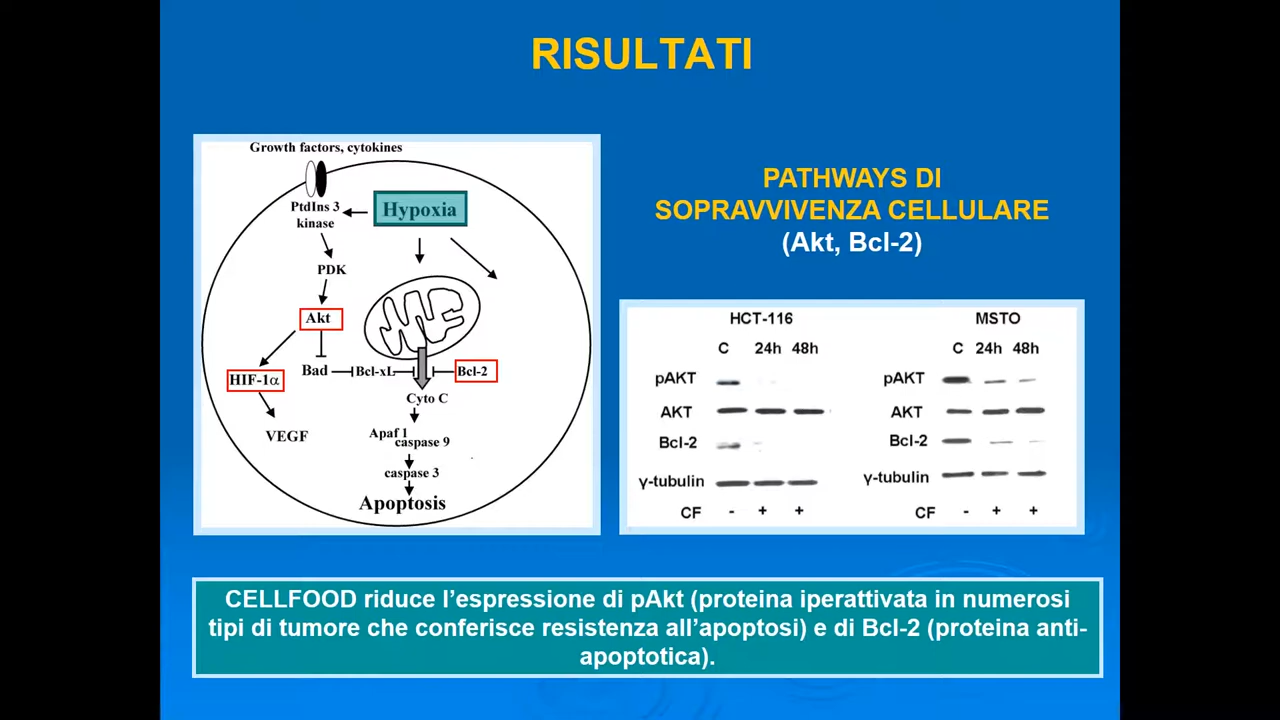 RISULTATI
Growth factors, cytokines
PtdIns 3
kinase
Hypoxia
PDK
Akt
Bad
Bcl-xL
Bcl-2
HIF-1α
Cyto C
VEGF
Apaf 1
caspase 9
caspase 3
Apoptosis
PATHWAYS DI
SOPRAVVIVENZA CELLULARE
(Akt, Bcl-2)
HCT-116
C 24h 48h
pAKT
AKT
Bcl-2
γ-tubulin
CF - + +
MSTO
C 24h 48h
pAKT
AKT
Bcl-2
γ-tubulin
CF - + +
CELLFOOD riduce l’espressione di pAkt (proteina iperattivata in numerosi
tipi di tumore che conferisce resistenza all’apoptosi) e di Bcl-2 (proteina anti-
apoptotica).